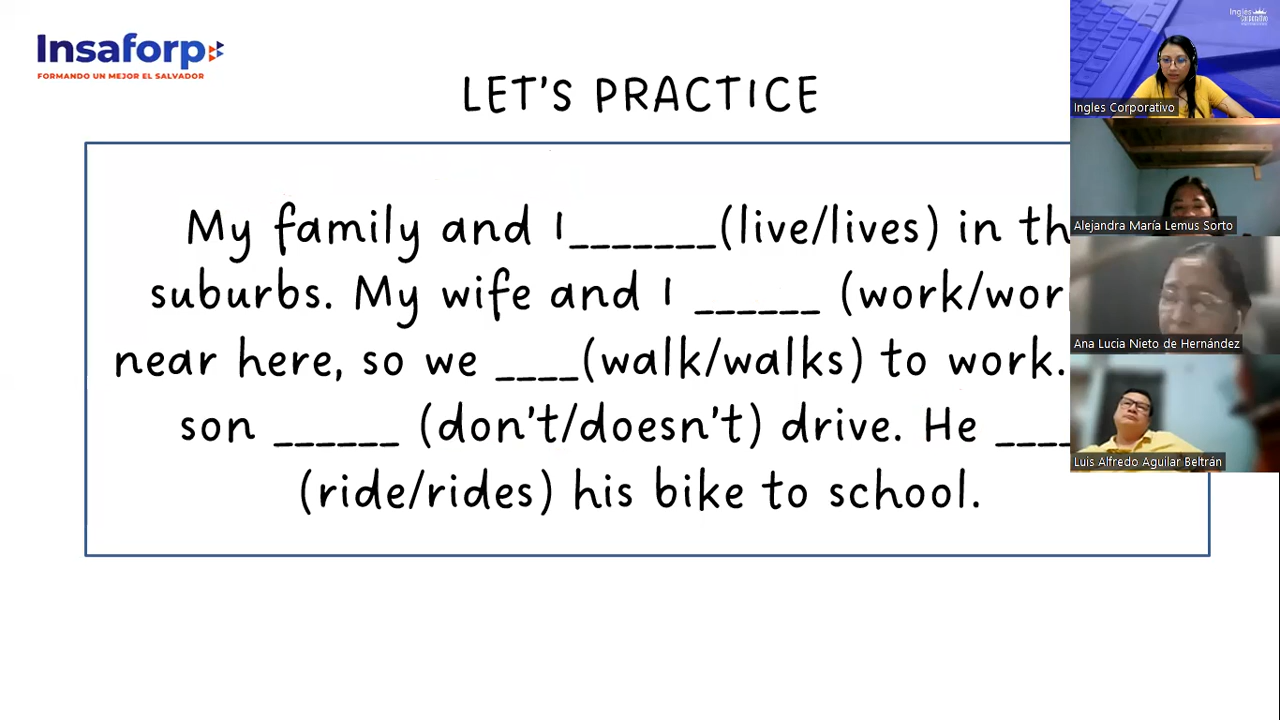 Insaforp
FORMANDO UN MEJOR EL SALVADOR
LET'S PRACTICE
My family and I_______(live/lives) in th
suburbs. My wife and I ______ (work/wor
near here, so we ____(walk/walks) to work.
son ______ (don't/doesn't) drive. He ____
(ride/rides) his bike to school.
Ingles Corporativo
Alejandra María Lemus Sorto
Ana Lucia Nieto de Hernández
Luis Alfredo Aguilar Beltrán